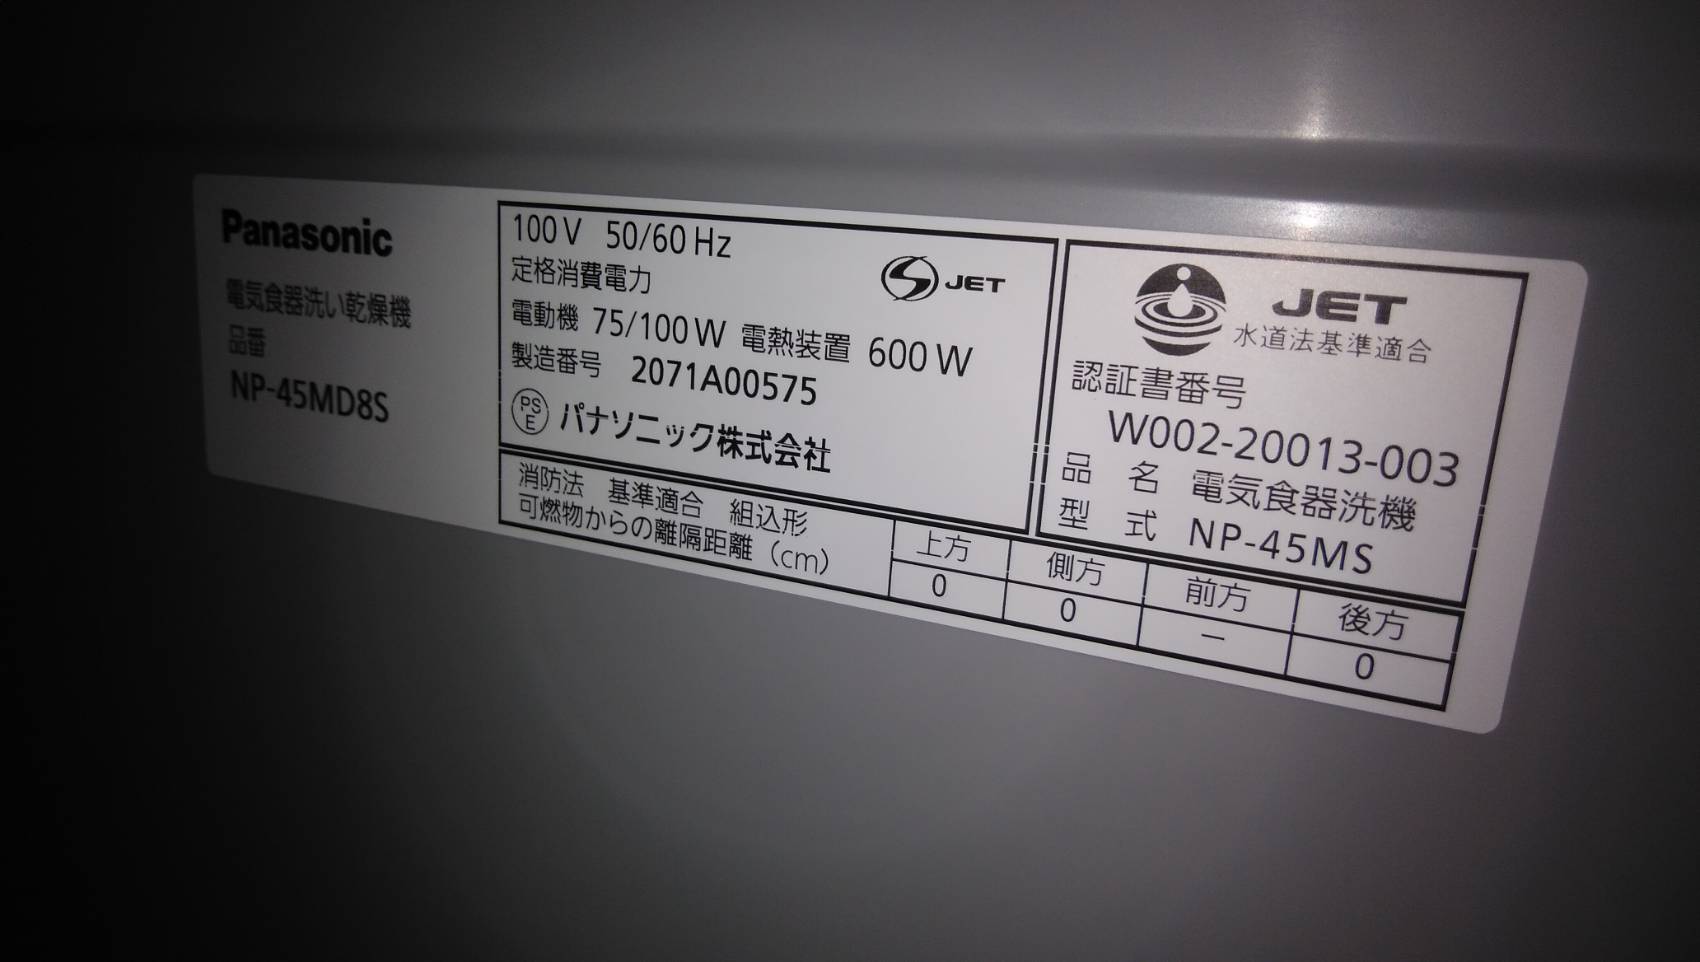 Panasonic
電気食器洗い乾燥機
品番
NP-45MD8S
100V 50/60Hz
定格消費電力
電動機 75/100W 電熱装置 600W
製造番号 2071A00575
PSE パナソニック株式会社
JET
JET
水道法基準適合
認証書番号
W002-20013-003
品名 電気食器洗機
型式 NP-45MS
消防法 基準適合 組込形
可燃物からの離隔距離(cm)
上方 側方 前方 後方
0 0 － 0